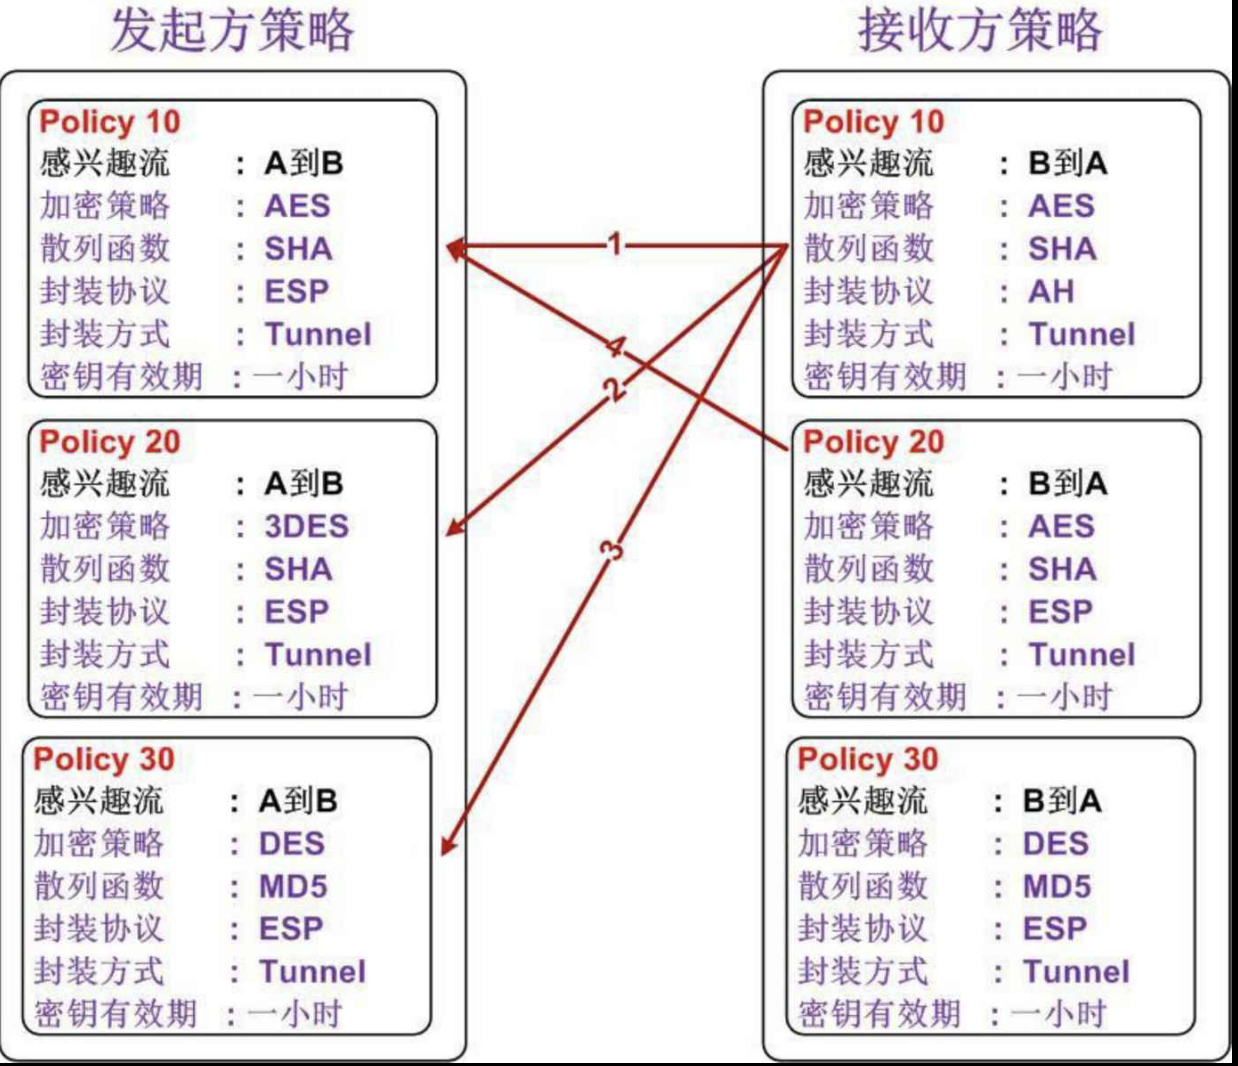 发起方策略
Policy 10
感兴趣流 : A到B
加密策略 : AES
散列函数 : SHA
封装协议 : ESP
封装方式 : Tunnel
密钥有效期 :一小时
Policy 20
感兴趣流 : A到B
加密策略 : 3DES
散列函数 : SHA
封装协议 : ESP
封装方式 : Tunnel
密钥有效期 :一小时
Policy 30
感兴趣流 : A到B
加密策略 : DES
散列函数 : MD5
封装协议 : ESP
封装方式 : Tunnel
密钥有效期 :一小时
1
4
2
3
接收方策略
Policy 10
感兴趣流 : B到A
加密策略 : AES
散列函数 : SHA
封装协议 : AH
封装方式 : Tunnel
密钥有效期 :一小时
Policy 20
感兴趣流 : B到A
加密策略 : AES
散列函数 : SHA
封装协议 : ESP
封装方式 : Tunnel
密钥有效期 :一小时
Policy 30
感兴趣流 : B到A
加密策略 : DES
散列函数 : MD5
封装协议 : ESP
封装方式 : Tunnel
密钥有效期 :一小时